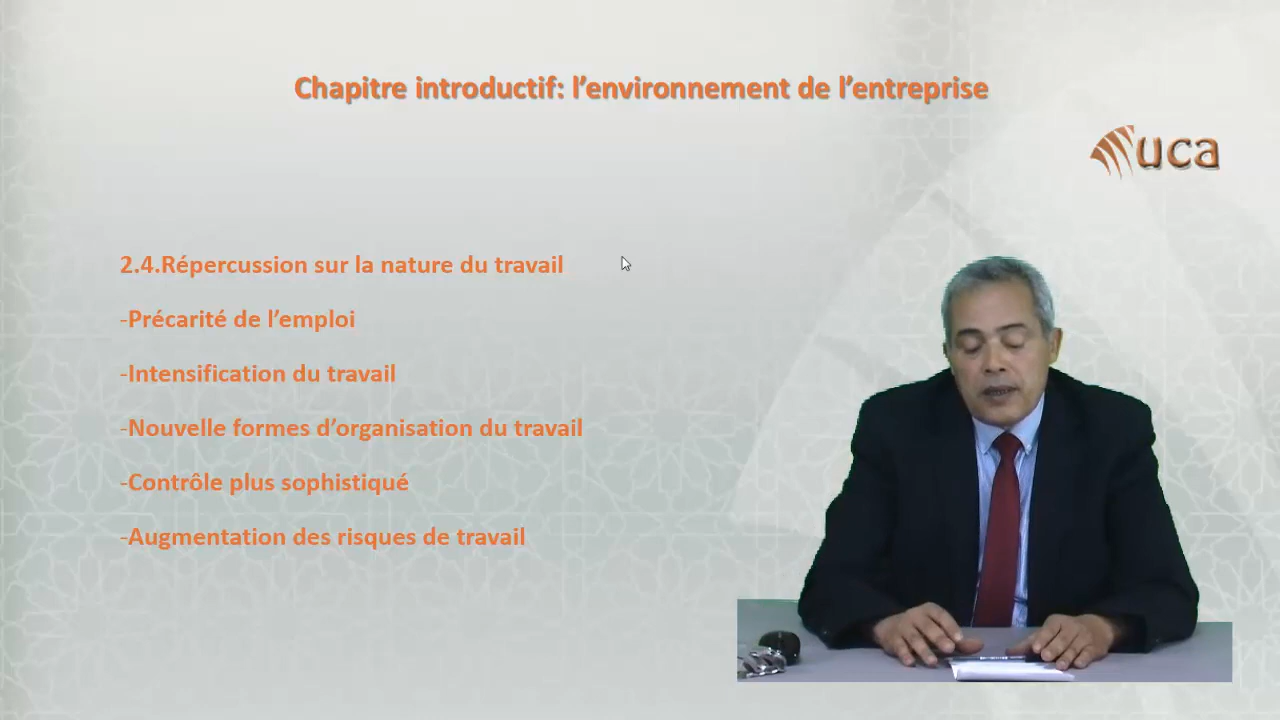 Chapitre introductif: l’environnement de l’entreprise
uca
2.4.Répercussion sur la nature du travail
-Précarité de l’emploi
-Intensification du travail
-Nouvelle formes d’organisation du travail
-Contrôle plus sophistiqué
-Augmentation des risques de travail